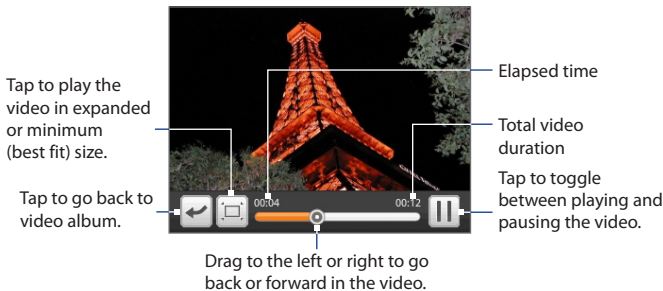 Tap to play the
video in expanded
or minimum
(best fit) size.
Tap to go back to
video album.
00:04
00:12
Elapsed time
Total video
duration
Tap to toggle
between playing and
pausing the video.
Drag to the left or right to go
back or forward in the video.